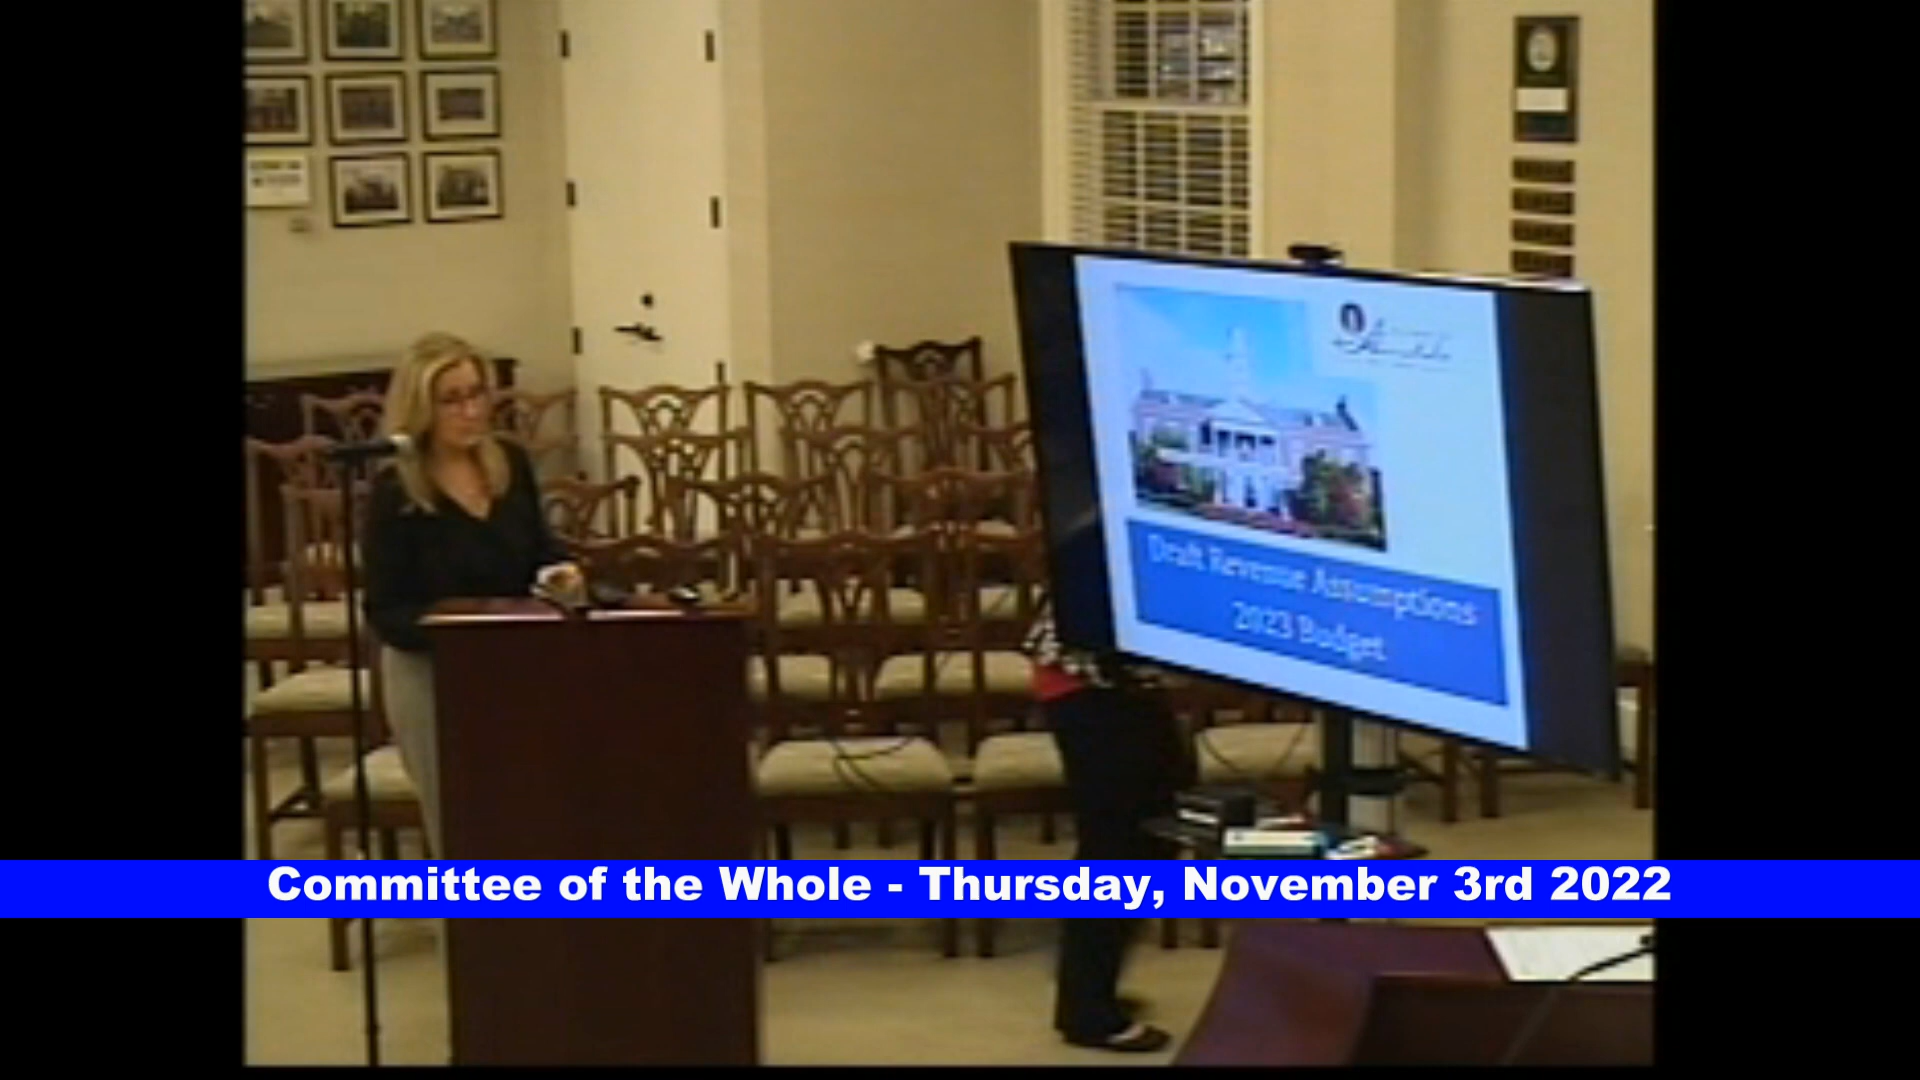 Draft Revenue Assumptions
2023 Budget
Committee of the Whole - Thursday, November 3rd 2022